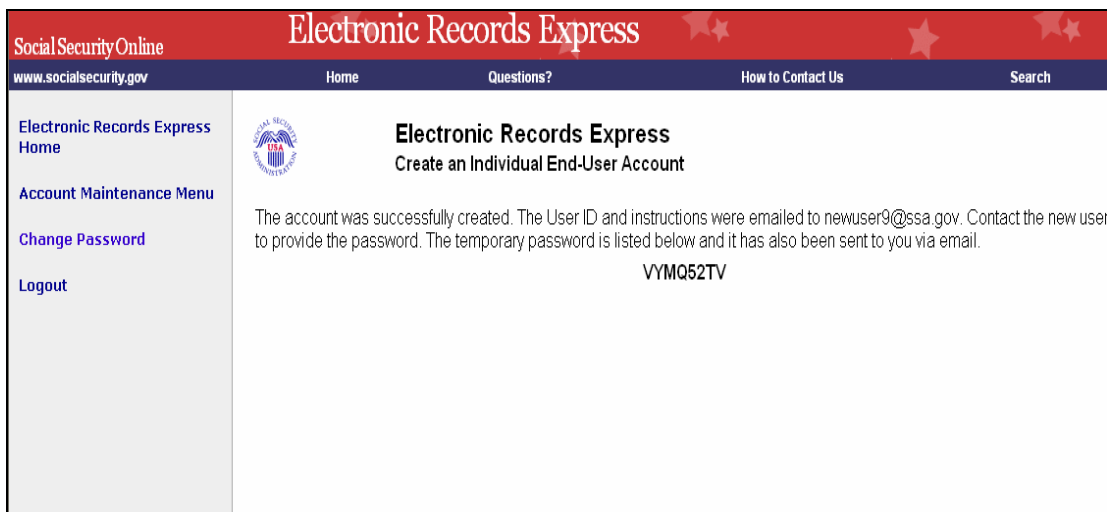 Social Security Online
Electronic Records Express
www.socialsecurity.gov
Home
Questions?
How to Contact Us
Search
Electronic Records Express
Home
Account Maintenance Menu
Change Password
Logout
SOCIAL SECURITY ADMINISTRATION
USA
Electronic Records Express
Create an Individual End-User Account
The account was successfully created. The User ID and instructions were emailed to newuser9@ssa.gov. Contact the new user
to provide the password. The temporary password is listed below and it has also been sent to you via email.
VYMQ52TV